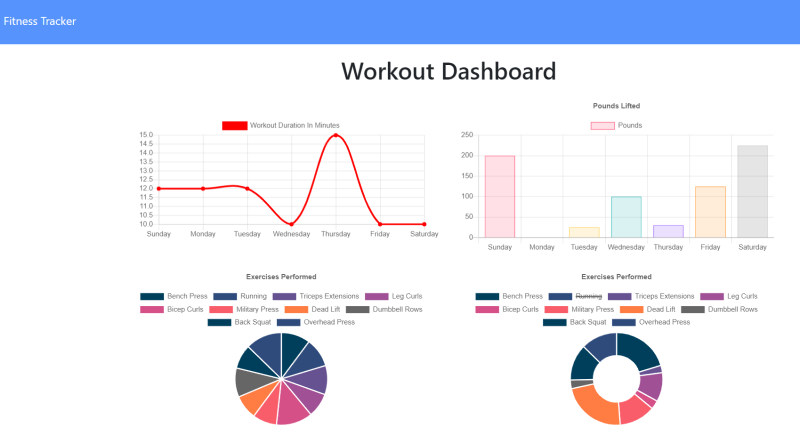 Fitness Tracker
Workout Dashboard
Workout Duration In Minutes
15.0
14.5
14.0
13.5
13.0
12.5
12.0
11.5
11.0
10.5
10.0
Sunday Monday Tuesday Wednesday Thursday Friday Saturday
Pounds Lifted
Pounds
250
200
150
100
50
0
Sunday Monday Tuesday Wednesday Thursday Friday Saturday
Exercises Performed
Bench Press Running Triceps Extensions Leg Curls
Bicep Curls Military Press Dead Lift Dumbbell Rows
Back Squat Overhead Press
Exercises Performed
Bench Press Running Triceps Extensions Leg Curls
Bicep Curls Military Press Dead Lift Dumbbell Rows
Back Squat Overhead Press